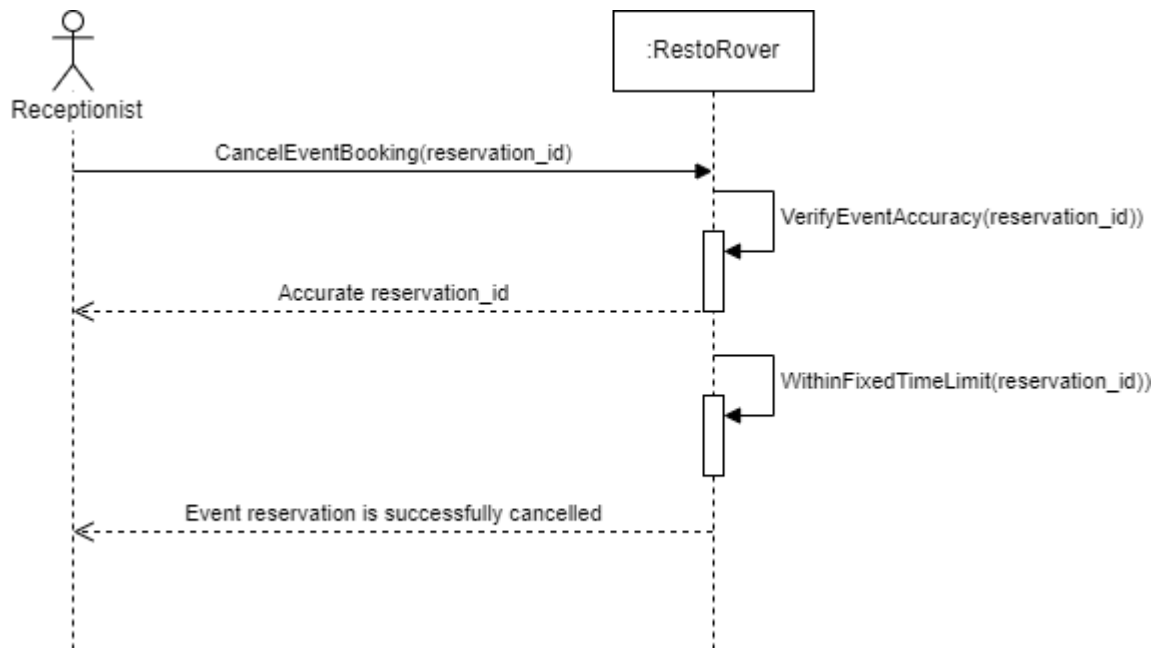 :RestoRover
Receptionist
CancelEventBooking(reservation_id)
VerifyEventAccuracy(reservation_id))
Accurate reservation_id
WithinFixedTimeLimit(reservation_id))
Event reservation is successfully cancelled